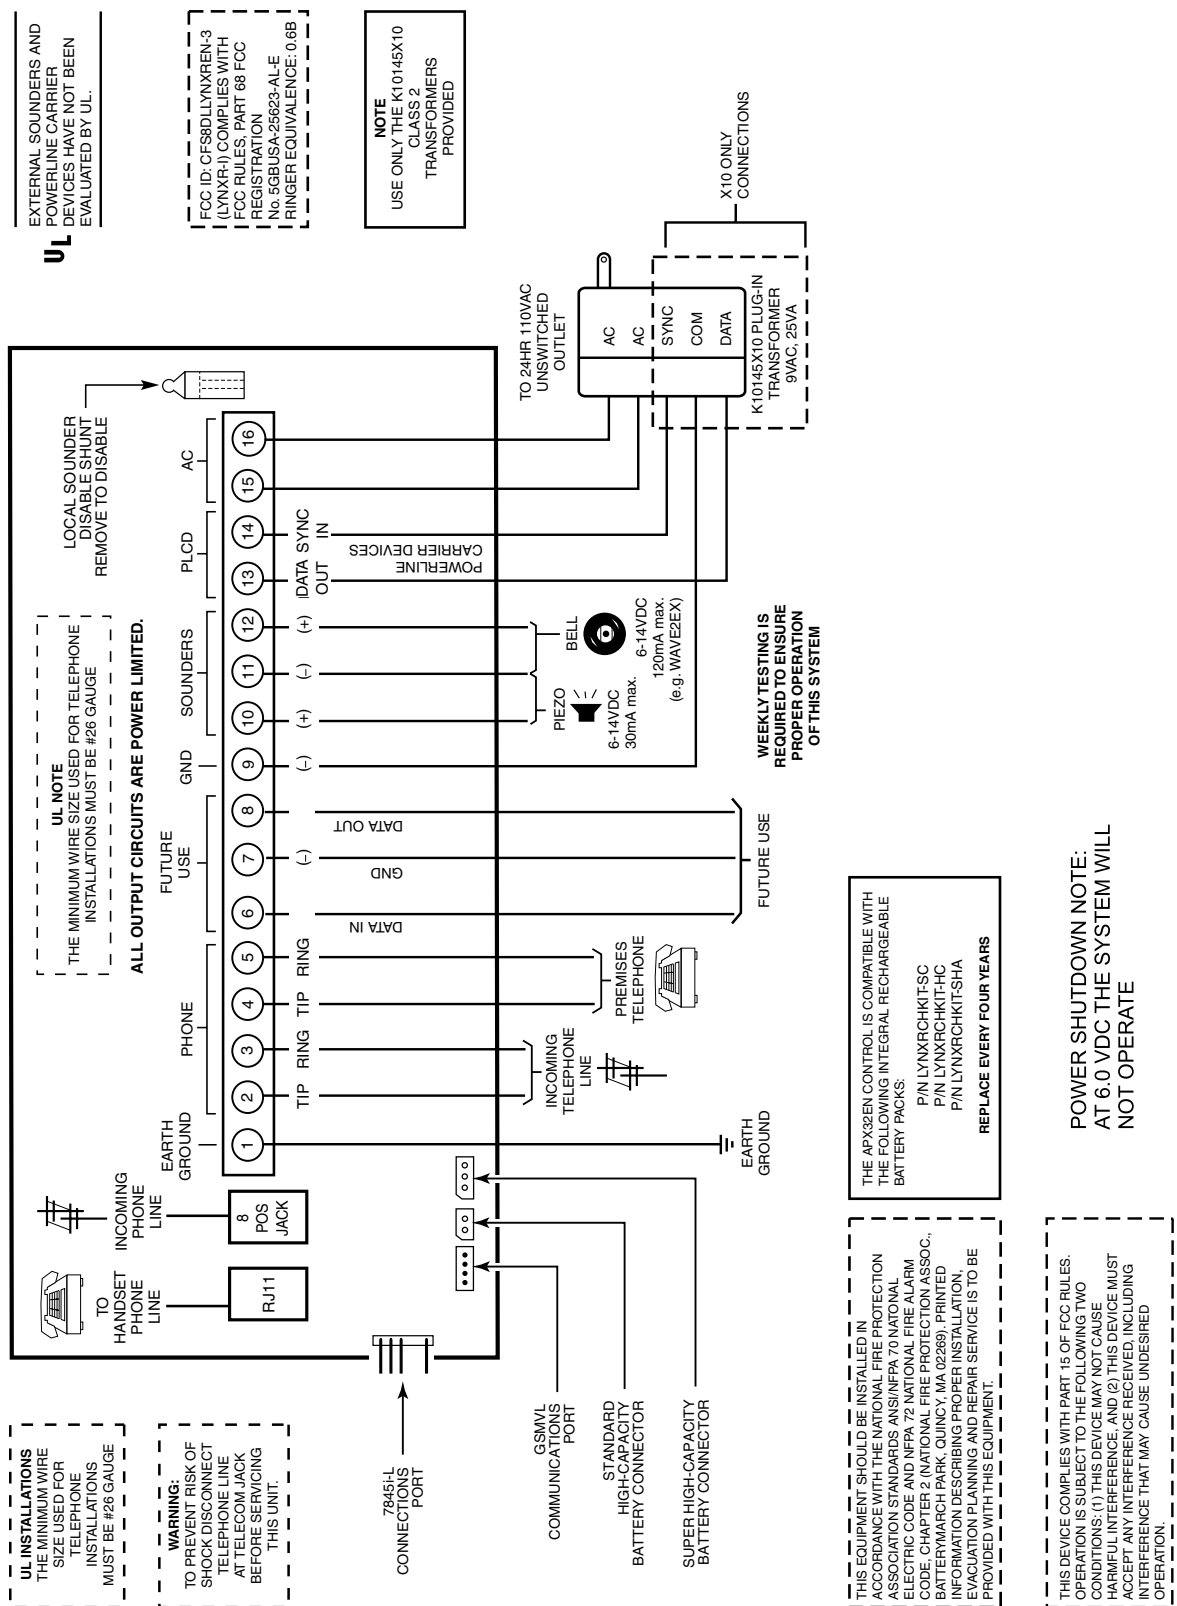 UL INSTALLATIONS
THE MINIMUM WIRE
SIZE USED FOR
TELEPHONE
INSTALLATIONS
MUST BE #26 GAUGE
WARNING:
TO PREVENT RISK OF
SHOCK DISCONNECT
TELEPHONE LINE
AT TELECOM JACK
BEFORE SERVICING
THIS UNIT.
TO
HANDSET
PHONE
LINE
RJ11
INCOMING
PHONE
LINE
8
POS
JACK
UL NOTE
THE MINIMUM WIRE SIZE USED FOR TELEPHONE
INSTALLATIONS MUST BE #26 GAUGE
ALL OUTPUT CIRCUITS ARE POWER LIMITED.
LOCAL SOUNDER
DISABLE SHUNT
REMOVE TO DISABLE
UL
EXTERNAL SOUNDERS AND
POWERLINE CARRIER
DEVICES HAVE NOT BEEN
EVALUATED BY UL.
FCC ID: CFS8DLLYNXREN-3
(LYNXR-I) COMPLIES WITH
FCC RULES, PART 68 FCC
REGISTRATION
No. 5GBUSA-25623-AL-E
RINGER EQUIVALENCE: 0.6B
NOTE
USE ONLY THE K10145X10
CLASS 2
TRANSFORMERS
PROVIDED
EARTH
GROUND
PHONE
FUTURE
USE
GND
SOUNDERS
PLCD
AC
1 2 3 4 5 6 7 8 9 10 11 12 13 14 15 16
TIP RING TIP RING (–) (–) (+) (–) (+)
DATA
OUT
SYNC
IN
DATA IN
GND
DATA OUT
POWERLINE
CARRIER DEVICES
7845i-L
CONNECTIONS
PORT
GSMVL
COMMUNICATIONS
PORT
STANDARD
HIGH-CAPACITY
BATTERY CONNECTOR
SUPER HIGH-CAPACITY
BATTERY CONNECTOR
EARTH
GROUND
INCOMING
TELEPHONE
LINE
PREMISES
TELEPHONE
FUTURE USE
PIEZO
6-14VDC
30mA max.
BELL
6-14VDC
120mA max.
(e.g. WAVE2EX)
TO 24HR 110VAC
UNSWITCHED
OUTLET
AC
AC
SYNC
COM
DATA
K10145X10 PLUG-IN
TRANSFORMER
9VAC, 25VA
X10 ONLY
CONNECTIONS
WEEKLY TESTING IS
REQUIRED TO ENSURE
PROPER OPERATION
OF THIS SYSTEM
THIS EQUIPMENT SHOULD BE INSTALLED IN
ACCORDANCE WITH THE NATIONAL FIRE PROTECTION
ASSOCIATION STANDARDS ANSI/NFPA 70 NATONAL
ELECTRIC CODE AND NFPA 72 NATIONAL FIRE ALARM
CODE, CHAPTER 2 (NATIONAL FIRE PROTECTION ASSOC.,
BATTERYMARCH PARK, QUINCY, MA 02269). PRINTED
INFORMATION DESCRIBING PROPER INSTALLATION,
EVACUATION PLANNING AND REPAIR SERVICE IS TO BE
PROVIDED WITH THIS EQUIPMENT.
THE APX32EN CONTROL IS COMPATIBLE WITH
THE FOLLOWING INTEGRAL RECHARGEABLE
BATTERY PACKS:
P/N LYNXRCHKIT-SC
P/N LYNXRCHKIT-HC
P/N LYNXRCHKIT-SHA
REPLACE EVERY FOUR YEARS
THIS DEVICE COMPLIES WITH PART 15 OF FCC RULES.
OPERATION IS SUBJECT TO THE FOLLOWING TWO
CONDITIONS: (1) THIS DEVICE MAY NOT CAUSE
HARMFUL INTERFERENCE, AND (2) THIS DEVICE MUST
ACCEPT ANY INTERFERENCE RECEIVED, INCLUDING
INTERFERENCE THAT MAY CAUSE UNDESIRED
OPERATION.
POWER SHUTDOWN NOTE:
AT 6.0 VDC THE SYSTEM WILL
NOT OPERATE